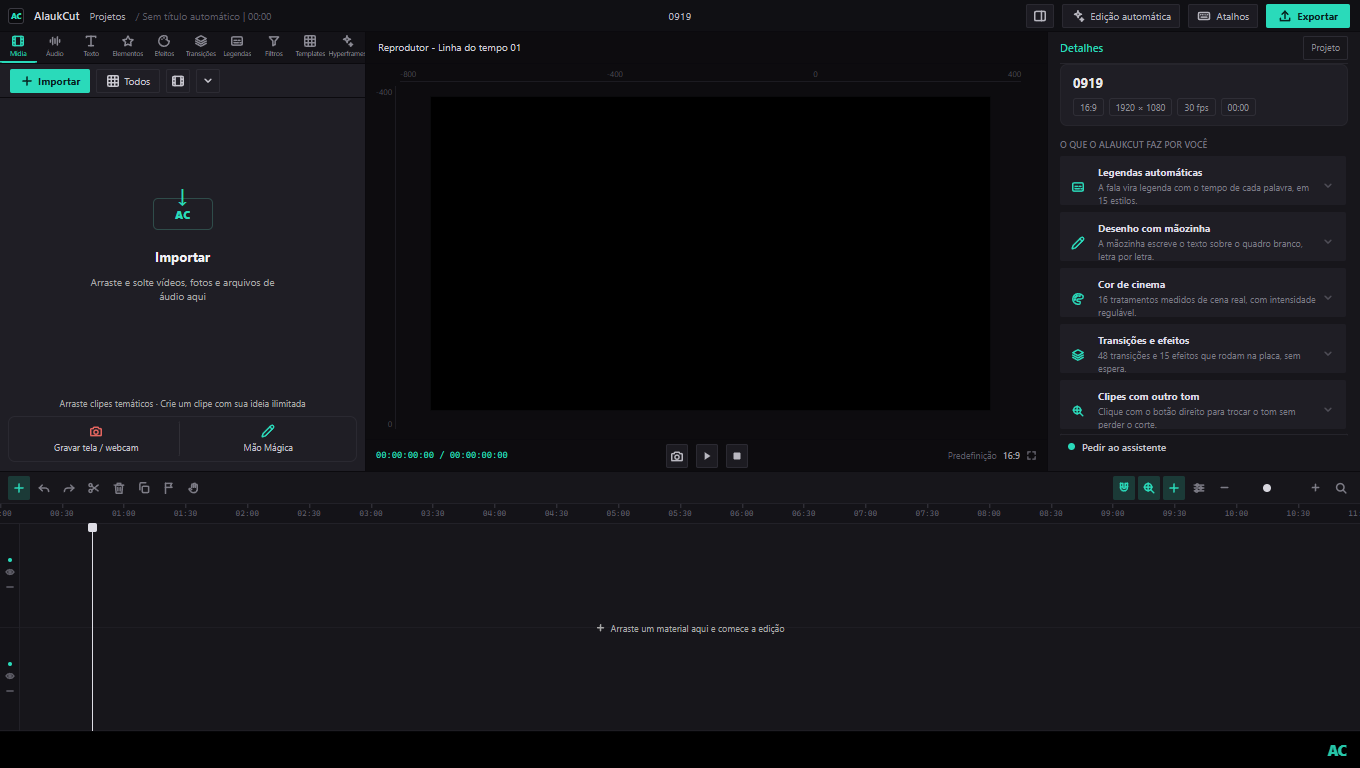 AC AlaukCut Projetos / Sem título automático | 00:00
0919
Edição automática
Atalhos
Exportar
Mídia Áudio Texto Elementos Efeitos Transições Legendas Filtros Templates Hyperframe
Importar
Todos
AC
Importar
Arraste e solte vídeos, fotos e arquivos de
áudio aqui
Arraste clipes temáticos · Crie um clipe com sua ideia ilimitada
Gravar tela / webcam
Mão Mágica
Reprodutor - Linha do tempo 01
-800 -400 0 400
-400
0
00:00:00:00 / 00:00:00:00
Predefinição 16:9
Detalhes
Projeto
0919
16:9 1920 × 1080 30 fps 00:00
O QUE O ALAUKCUT FAZ POR VOCÊ
Legendas automáticas
A fala vira legenda com o tempo de cada palavra, em
15 estilos.
Desenho com mãozinha
A mãozinha escreve o texto sobre o quadro branco,
letra por letra.
Cor de cinema
16 tratamentos medidos de cena real, com intensidade
regulável.
Transições e efeitos
48 transições e 15 efeitos que rodam na placa, sem
espera.
Clipes com outro tom
Clique com o botão direito para trocar o tom sem
perder o corte.
Pedir ao assistente
:00 00:30 01:00 01:30 02:00 02:30 03:00 03:30 04:00 04:30 05:00 05:30 06:00 06:30 07:00 07:30 08:00 08:30 09:00 09:30 10:00 10:30 11:
Arraste um material aqui e comece a edição
AC